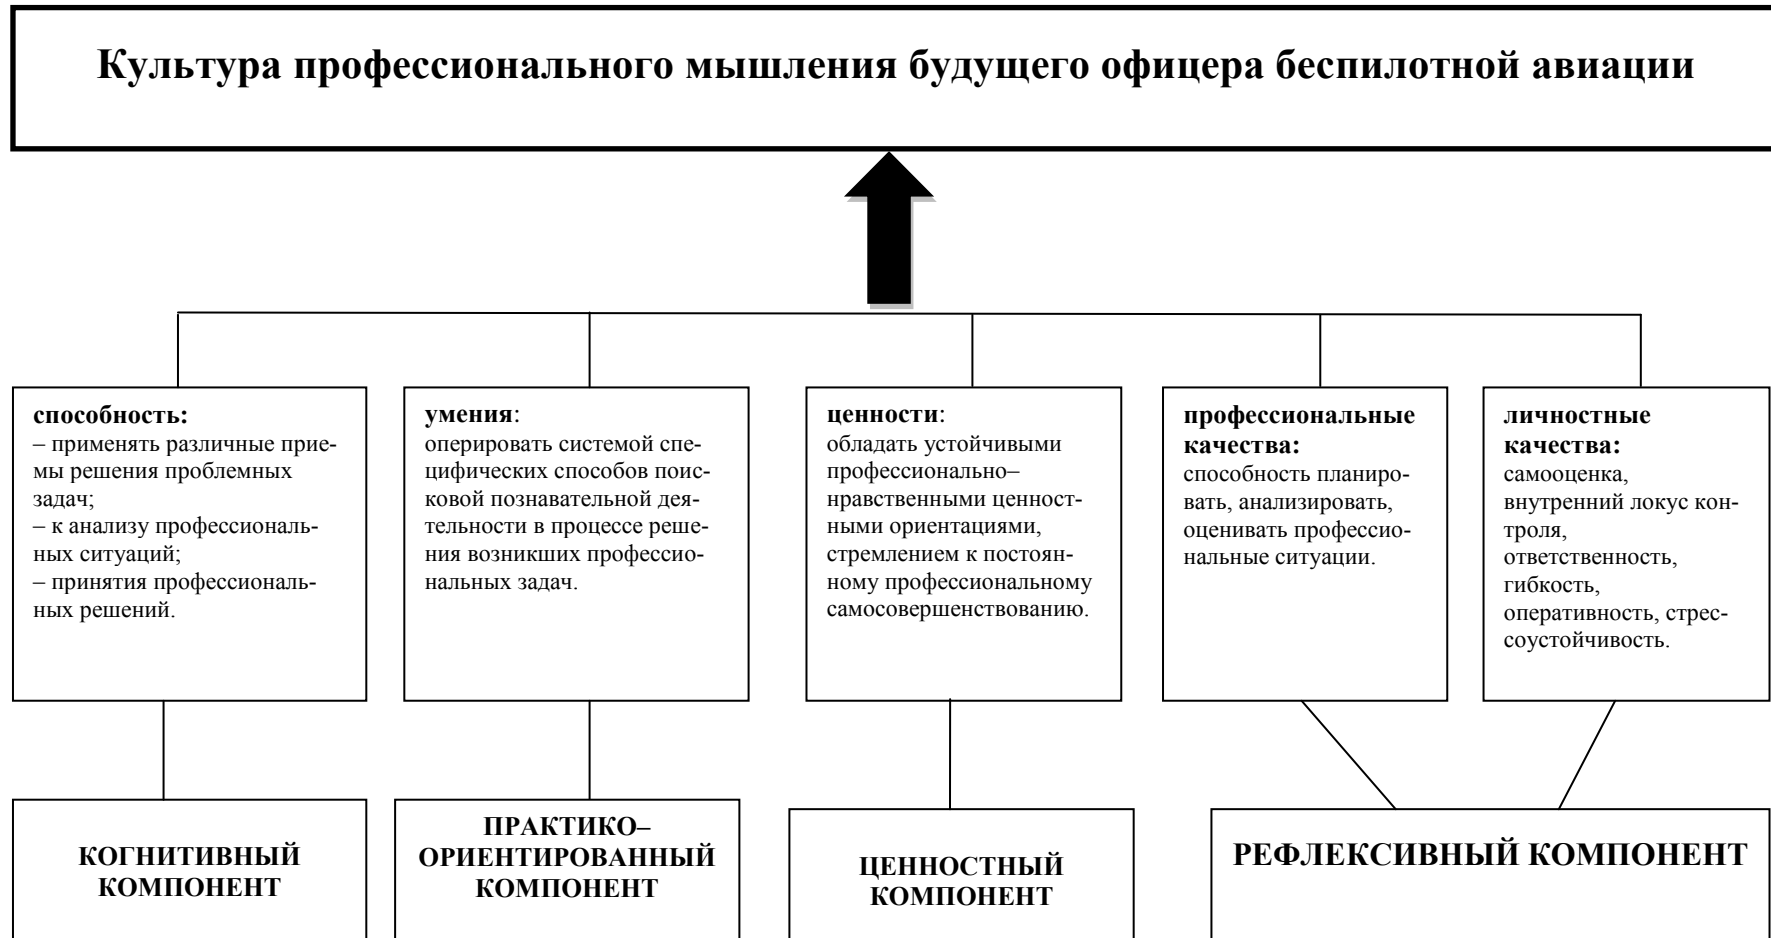 Культура профессионального мышления будущего офицера беспилотной авиации
способность:
– применять различные прие-
мы решения проблемных
задач;
– к анализу профессиональ-
ных ситуаций;
– принятия профессиональ-
ных решений.
умения:
оперировать системой спе-
цифических способов поис-
ковой познавательной дея-
тельности в процессе реше-
ния возникших профессио-
нальных задач.
ценности:
обладать устойчивыми
профессионально–
нравственными ценност-
ными ориентациями,
стремлением к постоян-
ному профессиональному
самосовершенствованию.
профессиональные
качества:
способность планиро-
вать, анализировать,
оценивать профессио-
нальные ситуации.
личностные
качества:
самооценка,
внутренний локус кон-
троля,
ответственность,
гибкость,
оперативность, стрес-
соустойчивость.
КОГНИТИВНЫЙ
КОМПОНЕНТ
ПРАКТИКО–
ОРИЕНТИРОВАННЫЙ
КОМПОНЕНТ
ЦЕННОСТНЫЙ
КОМПОНЕНТ
РЕФЛЕКСИВНЫЙ КОМПОНЕНТ